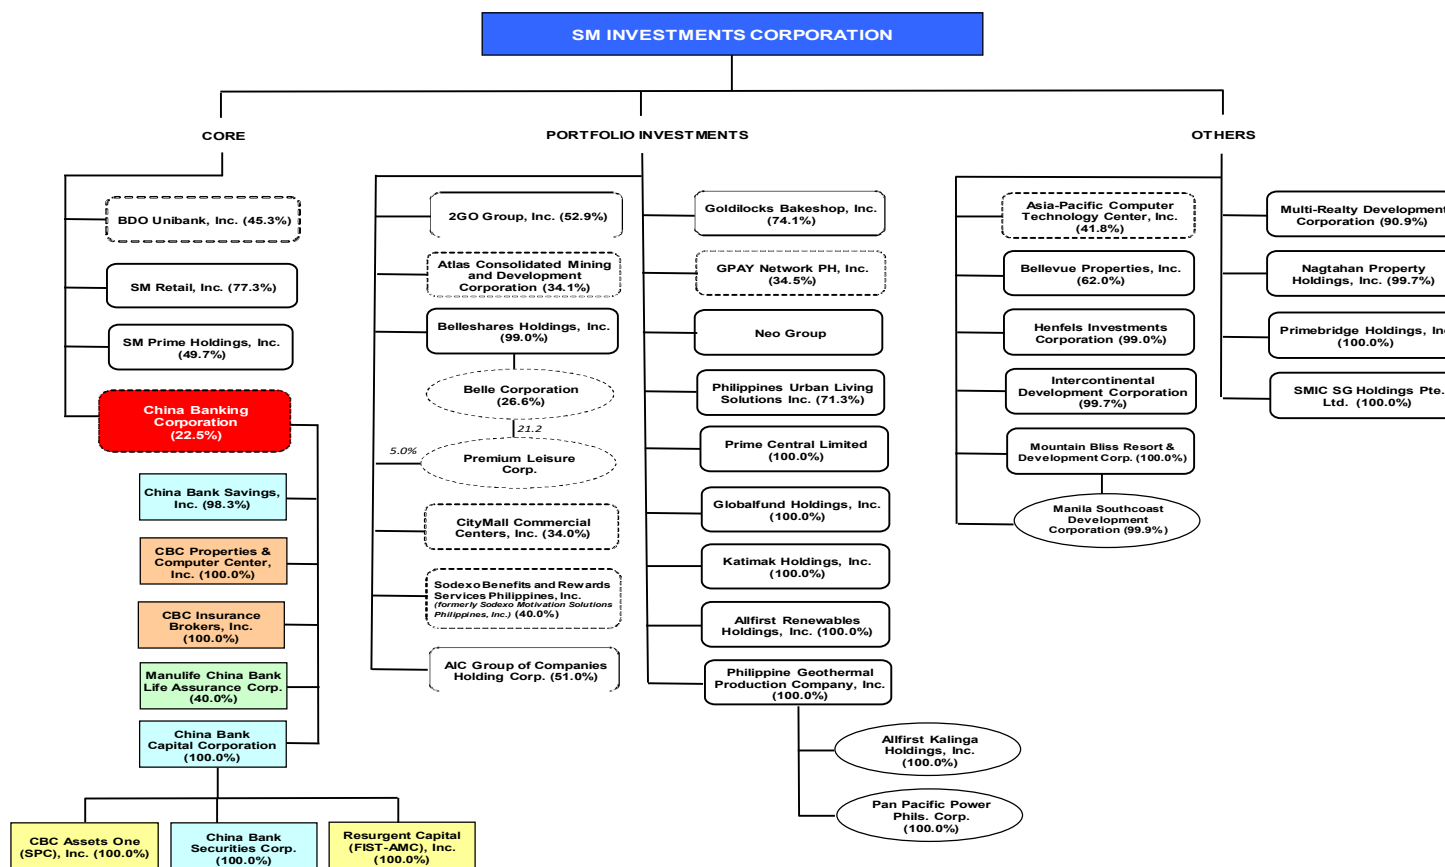 SM INVESTMENTS CORPORATION
CORE
PORTFOLIO INVESTMENTS
OTHERS
BDO Unibank, Inc. (45.3%)
SM Retail, Inc. (77.3%)
SM Prime Holdings, Inc.
(49.7%)
China Banking
Corporation
(22.5%)
China Bank Savings,
Inc. (98.3%)
CBC Properties &
Computer Center,
Inc. (100.0%)
CBC Insurance
Brokers, Inc.
(100.0%)
Manulife China Bank
Life Assurance Corp.
(40.0%)
China Bank
Capital Corporation
(100.0%)
CBC Assets One
(SPC), Inc. (100.0%)
China Bank
Securities Corp.
(100.0%)
Resurgent Capital
(FIST-AMC), Inc.
(100.0%)
2GO Group, Inc. (52.9%)
Atlas Consolidated Mining
and Development
Corporation (34.1%)
Belleshares Holdings, Inc.
(99.0%)
Belle Corporation
(26.6%)
21.2
5.0%
Premium Leisure
Corp.
CityMall Commercial
Centers, Inc. (34.0%)
Sodexo Benefits and Rewards
Services Philippines, Inc.
(formerly Sodexo Motivation Solutions
Philippines, Inc.) (40.0%)
AIC Group of Companies
Holding Corp. (51.0%)
Goldilocks Bakeshop, Inc.
(74.1%)
GPAY Network PH, Inc.
(34.5%)
Neo Group
Philippines Urban Living
Solutions Inc. (71.3%)
Prime Central Limited
(100.0%)
Globalfund Holdings, Inc.
(100.0%)
Katimak Holdings, Inc.
(100.0%)
Allfirst Renewables
Holdings, Inc. (100.0%)
Philippine Geothermal
Production Company, Inc.
(100.0%)
Allfirst Kalinga
Holdings, Inc.
(100.0%)
Pan Pacific Power
Phils. Corp.
(100.0%)
Asia-Pacific Computer
Technology Center, Inc.
(41.8%)
Bellevue Properties, Inc.
(62.0%)
Henfels Investments
Corporation (99.0%)
Intercontinental
Development Corporation
(99.7%)
Mountain Bliss Resort &
Development Corp. (100.0%)
Manila Southcoast
Development
Corporation (99.9%)
Multi-Realty Development
Corporation (90.9%)
Nagtahan Property
Holdings, Inc. (99.7%)
Primebridge Holdings, Inc
(100.0%)
SMIC SG Holdings Pte.
Ltd. (100.0%)